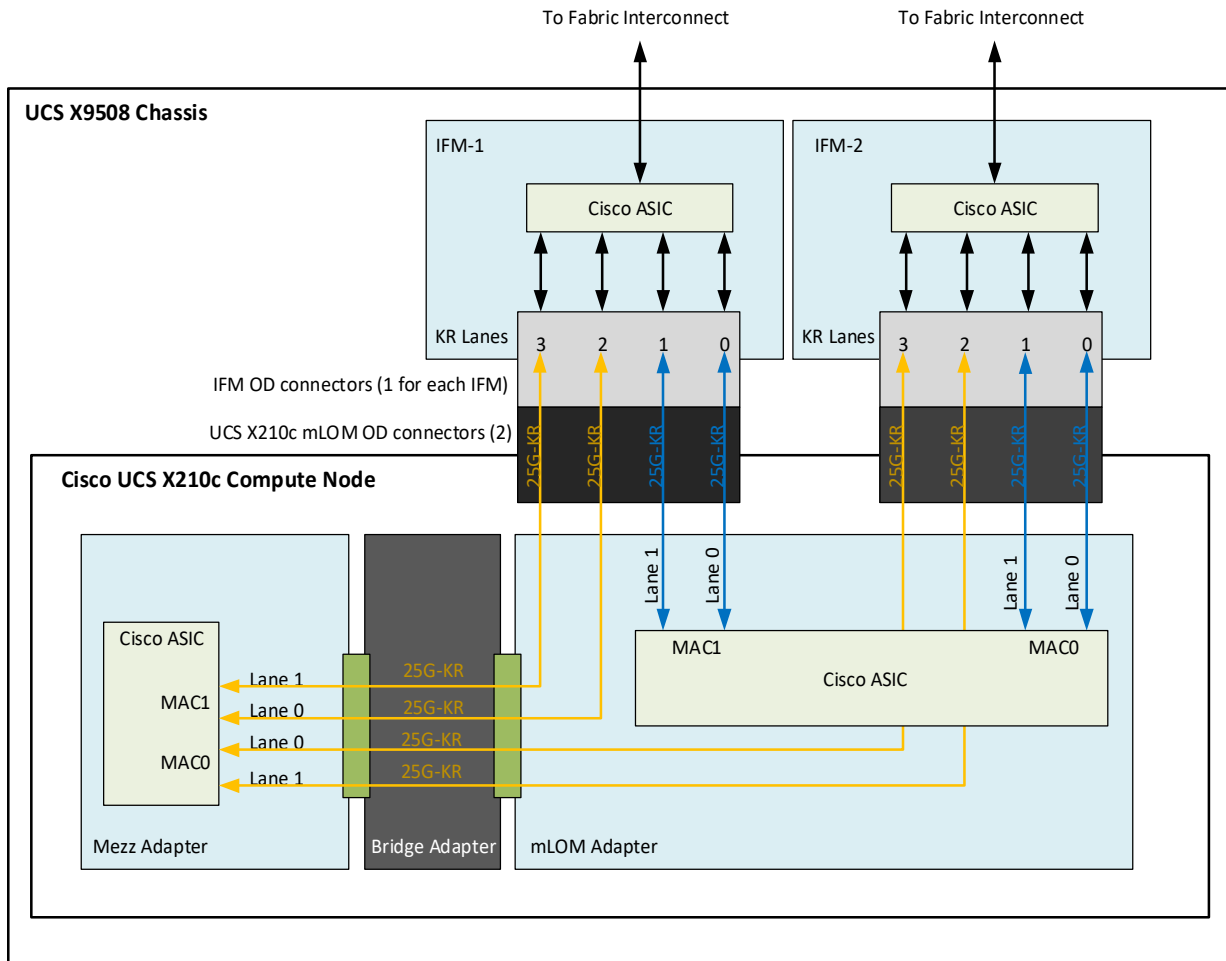 To Fabric Interconnect
To Fabric Interconnect
UCS X9508 Chassis
IFM-1
IFM-2
Cisco ASIC
Cisco ASIC
KR Lanes
3
2
1
0
KR Lanes
3
2
1
0
IFM OD connectors (1 for each IFM)
UCS X210c mLOM OD connectors (2)
25G-KR
25G-KR
25G-KR
25G-KR
25G-KR
25G-KR
25G-KR
25G-KR
Cisco UCS X210c Compute Node
Lane 1
Lane 0
Lane 1
Lane 0
Cisco ASIC
MAC1
MAC0
Lane 1
Lane 0
Lane 0
Lane 1
25G-KR
25G-KR
25G-KR
25G-KR
MAC1
MAC0
Cisco ASIC
Mezz Adapter
Bridge Adapter
mLOM Adapter